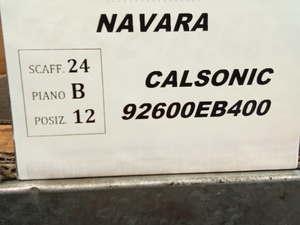 NAVARA
SCAFF. 24
PIANO B
POSIZ. 12
CALSONIC
92600EB400